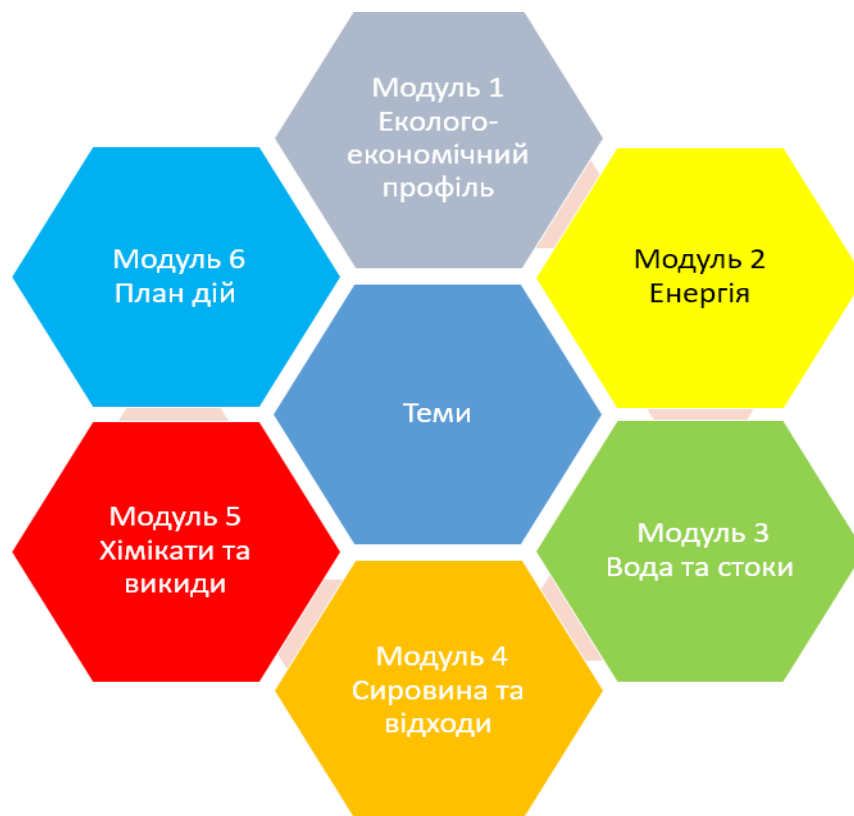 Модуль 1
Еколого-
економічний
профіль
Модуль 2
Енергія
Модуль 3
Вода та стоки
Модуль 4
Сировина та
відходи
Модуль 5
Хімікати та
викиди
Модуль 6
План дій
Теми